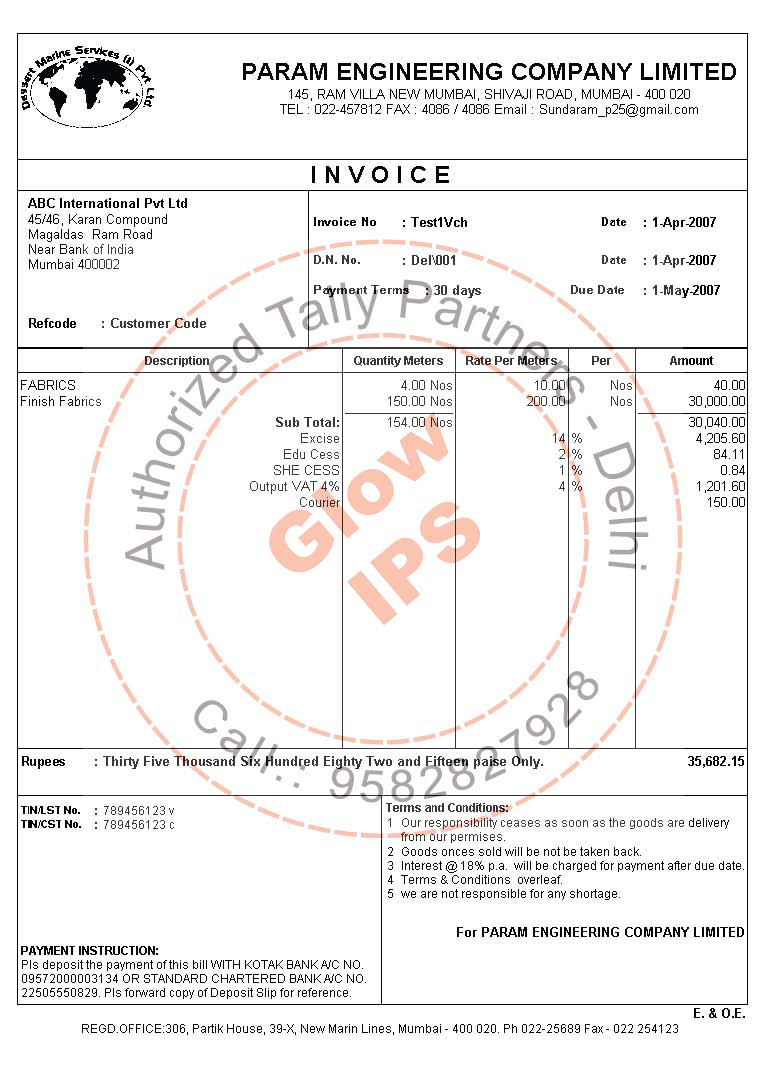 Dewsert Marine Services (I) Pvt Ltd
PARAM ENGINEERING COMPANY LIMITED
145, RAM VILLA NEW MUMBAI, SHIVAJI ROAD, MUMBAI - 400 020
TEL : 022-457812 FAX : 4086 / 4086 Email : Sundaram_p25@gmail.com
INVOICE
ABC International Pvt Ltd
45/46, Karan Compound
Magaldas Ram Road
Near Bank of India
Mumbai 400002
Refcode : Customer Code
Invoice No : Test1Vch Date : 1-Apr-2007
D.N. No. : Del\001 Date : 1-Apr-2007
Payment Terms : 30 days Due Date : 1-May-2007
Description Quantity Meters Rate Per Meters Per Amount
FABRICS 4.00 Nos 10.00 Nos 40.00
Finish Fabrics 150.00 Nos 200.00 Nos 30,000.00
Sub Total: 154.00 Nos 30,040.00
Excise 14 % 4,205.60
Edu Cess 2 % 84.11
SHE CESS 1 % 0.84
Output VAT 4% 4 % 1,201.60
Courier 150.00
Authorized Tally Partners - Delhi
Glow
IPS
Call.: 9582827928
Rupees : Thirty Five Thousand Six Hundred Eighty Two and Fifteen paise Only. 35,682.15
TIN/LST No. : 789456123 v
TIN/CST No. : 789456123 c
PAYMENT INSTRUCTION:
Pls deposit the payment of this bill WITH KOTAK BANK A/C NO.
09572000003134 OR STANDARD CHARTERED BANK A/C NO.
22505550829. Pls forward copy of Deposit Slip for reference.
Terms and Conditions:
1 Our responsibility ceases as soon as the goods are delivery
from our permises.
2 Goods onces sold will be not be taken back.
3 Interest @ 18% p.a. will be charged for payment after due date.
4 Terms & Conditions overleaf.
5 we are not responsible for any shortage.
For PARAM ENGINEERING COMPANY LIMITED
E. & O.E.
REGD.OFFICE:306, Partik House, 39-X, New Marin Lines, Mumbai - 400 020. Ph 022-25689 Fax - 022 254123